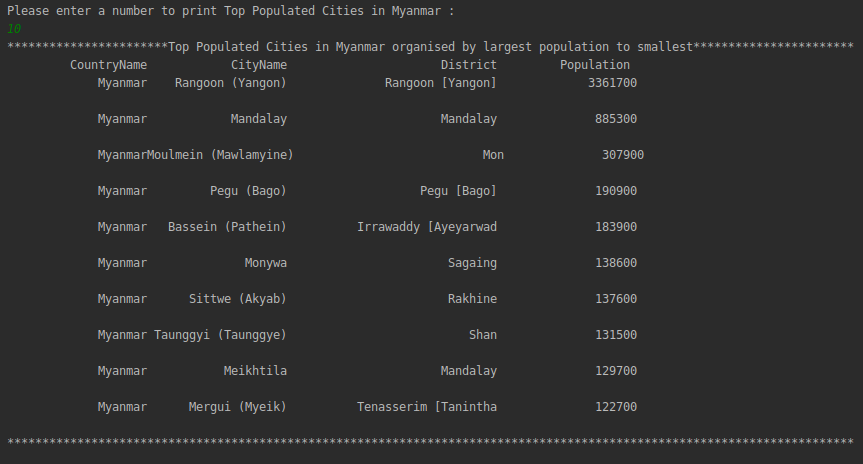 Please enter a number to print Top Populated Cities in Myanmar :
10
***********************Top Populated Cities in Myanmar organised by largest population to smallest***********************
CountryName CityName District Population
Myanmar Rangoon (Yangon) Rangoon [Yangon] 3361700
Myanmar Mandalay Mandalay 885300
MyanmarMoulmein (Mawlamyine) Mon 307900
Myanmar Pegu (Bago) Pegu [Bago] 190900
Myanmar Bassein (Pathein) Irrawaddy [Ayeyarwad 183900
Myanmar Monywa Sagaing 138600
Myanmar Sittwe (Akyab) Rakhine 137600
Myanmar Taunggyi (Taunggye) Shan 131500
Myanmar Meikhtila Mandalay 129700
Myanmar Mergui (Myeik) Tenasserim [Tanintha 122700
*************************************************************************************************************************